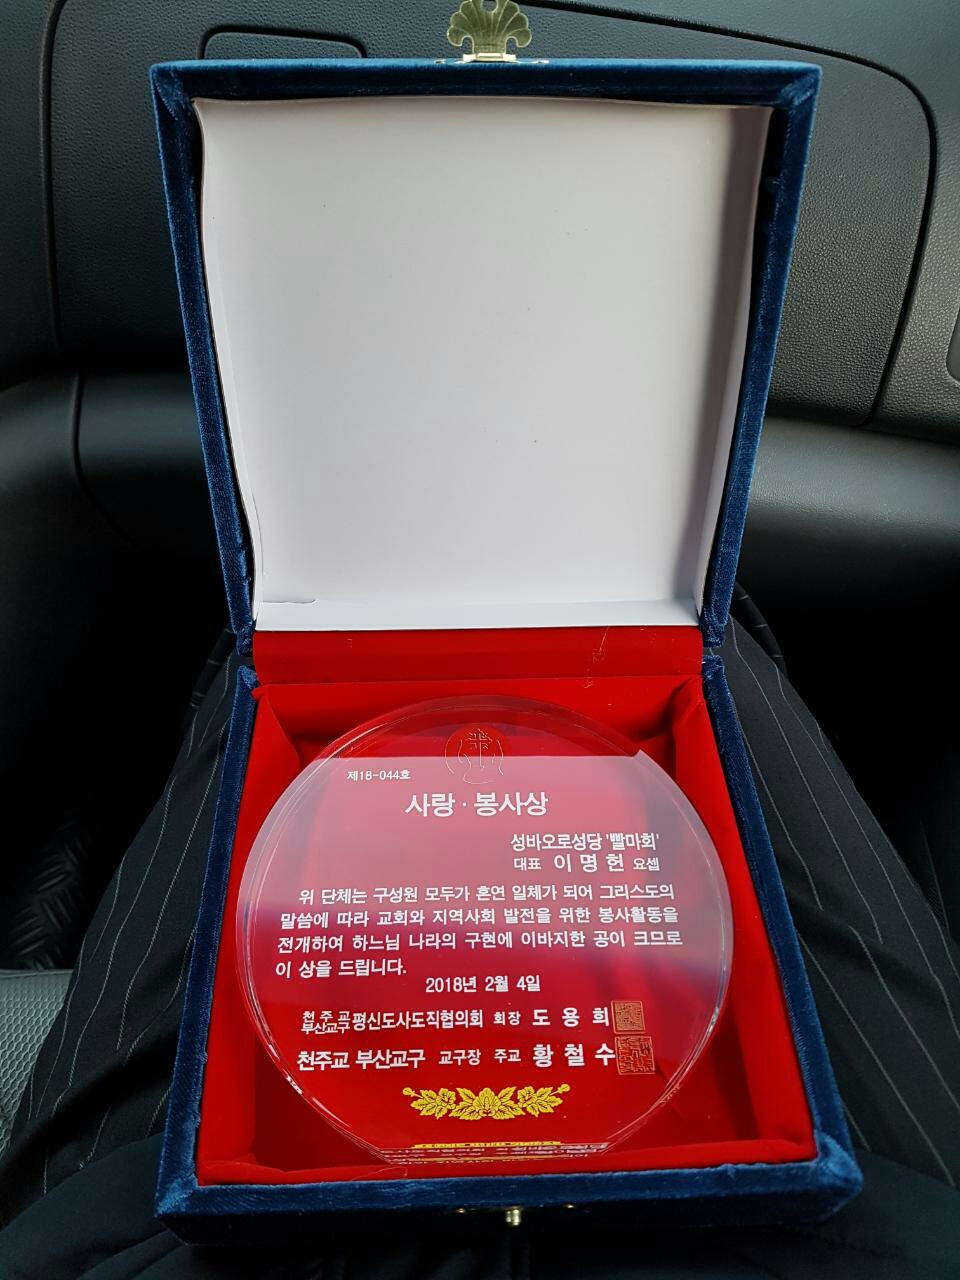 제18-044호
사랑·봉사상
성바오로성당 '빨마회'
대표 이명헌 요셉
위 단체는 구성원 모두가 혼연 일체가 되어 그리스도의
말씀에 따라 교회와 지역사회 발전을 위한 봉사활동을
전개하여 하느님 나라의 구현에 이바지한 공이 크므로
이 상을 드립니다.
2018년 2월 4일
천주교 부산교구 평신도사도직협의회 회장 도용희
천주교 부산교구 교구장 주교 황철수